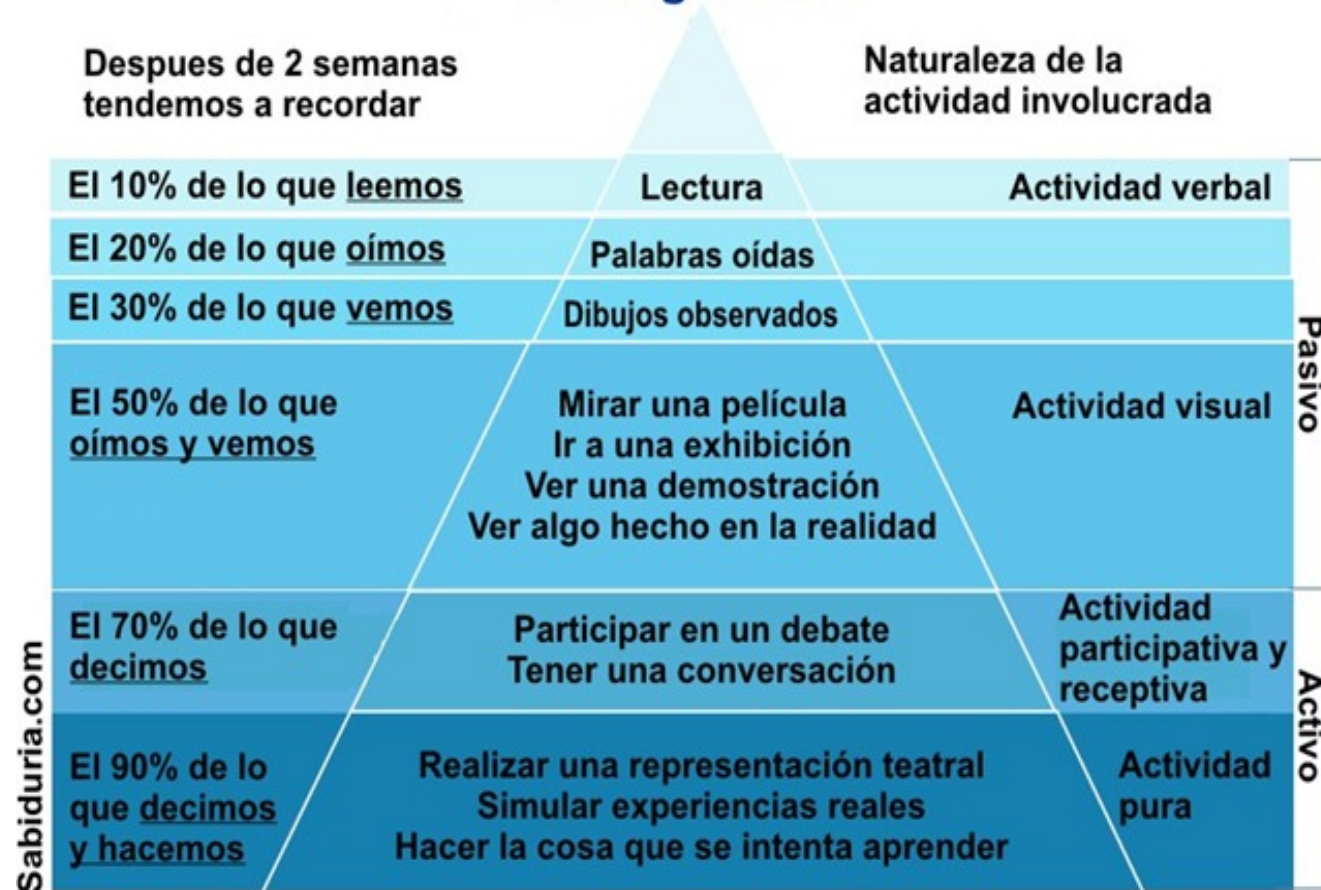 Despues de 2 semanas
tendemos a recordar
Naturaleza de la
actividad involucrada
El 10% de lo que leemos
Lectura
Actividad verbal
El 20% de lo que oímos
Palabras oídas
El 30% de lo que vemos
Dibujos observados
El 50% de lo que
oímos y vemos
Mirar una película
Ir a una exhibición
Ver una demostración
Ver algo hecho en la realidad
Actividad visual
Pasivo
El 70% de lo que
decimos
Participar en un debate
Tener una conversación
Actividad
participativa y
receptiva
El 90% de lo
que decimos
y hacemos
Realizar una representación teatral
Simular experiencias reales
Hacer la cosa que se intenta aprender
Actividad
pura
Activo
Sabiduria.com